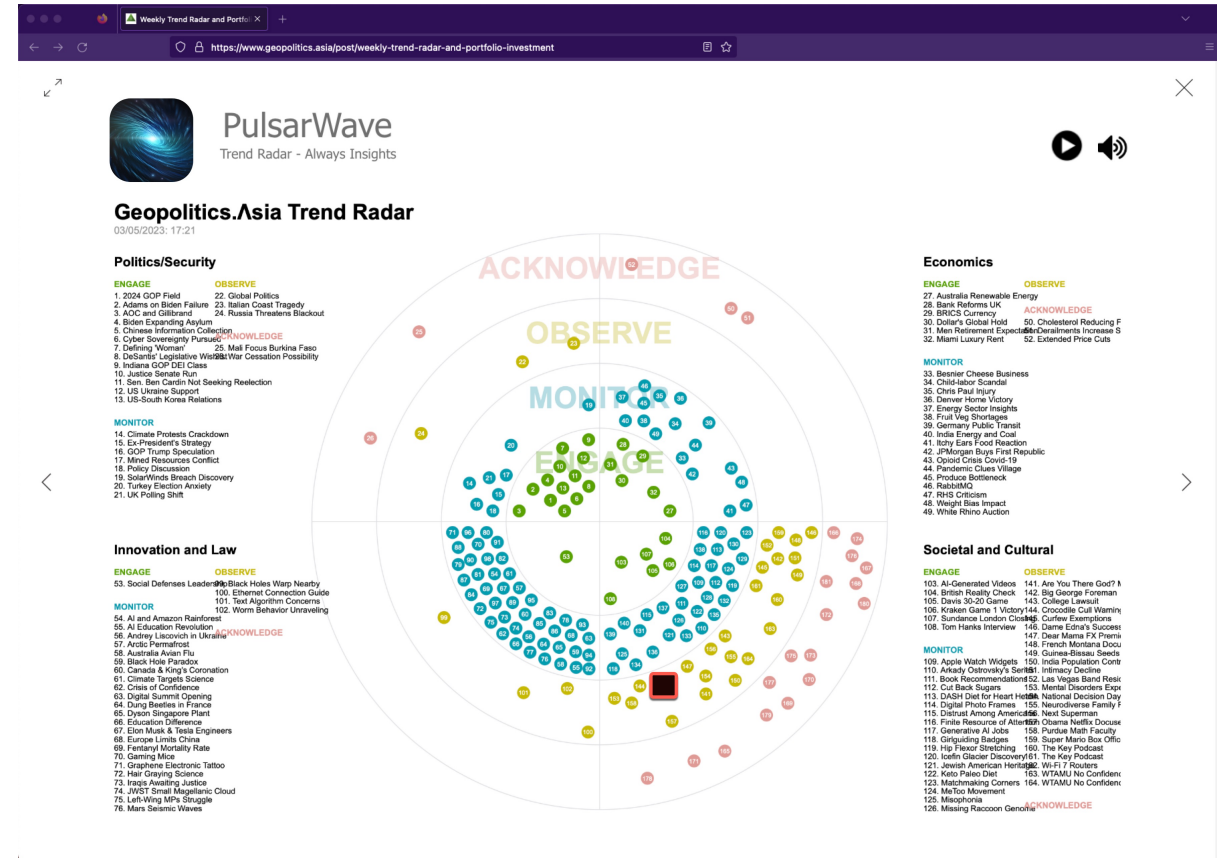 Weekly Trend Radar and Portfol
https://www.geopolitics.asia/post/weekly-trend-radar-and-portfolio-investment
PulsarWave
Trend Radar - Always Insights
Geopolitics.Λsia Trend Radar
03/05/2023: 17:21
Politics/Security
ENGAGE
1. 2024 GOP Field
2. Adams on Biden Failure
3. AOC and Gillibrand
4. Biden Expanding Asylum
5. Chinese Information Collection
6. Cyber Sovereignty Pursued
7. Defining 'Woman'
8. DeSantis' Legislative Wishlist
9. Indiana GOP DEI Class
10. Justice Senate Run
11. Sen. Ben Cardin Not Seeking Reelection
12. US Ukraine Support
13. US-South Korea Relations
MONITOR
14. Climate Protests Crackdown
15. Ex-President's Strategy
16. GOP Trump Speculation
17. Mined Resources Conflict
18. Policy Discussion
19. SolarWinds Breach Discovery
20. Turkey Election Anxiety
21. UK Polling Shift
OBSERVE
22. Global Politics
23. Italian Coast Tragedy
24. Russia Threatens Blackout
ACKNOWLEDGE
25. Mali Focus Burkina Faso
26. War Cessation Possibility
Innovation and Law
ENGAGE
53. Social Defenses Leadership
MONITOR
54. AI and Amazon Rainforest
55. AI Education Revolution
56. Andrey Liscovich in Ukraine
57. Arctic Permafrost
58. Australia Avian Flu
59. Black Hole Paradox
60. Canada & King's Coronation
61. Climate Targets Science
62. Crisis of Confidence
63. Digital Summit Opening
64. Dung Beetles in France
65. Dyson Singapore Plant
66. Education Difference
67. Elon Musk & Tesla Engineers
68. Europe Limits China
69. Fentanyl Mortality Rate
70. Gaming Mice
71. Graphene Electronic Tattoo
72. Hair Graying Science
73. Iraqis Awaiting Justice
74. JWST Small Magellanic Cloud
75. Left-Wing MPs Struggle
76. Mars Seismic Waves
OBSERVE
99. Black Holes Warp Nearby
100. Ethernet Connection Guide
101. Text Algorithm Concerns
102. Worm Behavior Unraveling
ACKNOWLEDGE
ACKNOWLEDGE
OBSERVE
MONITOR
ENGAGE
Economics
ENGAGE
27. Australia Renewable Energy
28. Bank Reforms UK
29. BRICS Currency
30. Dollar's Global Hold
31. Men Retirement Expectation
32. Miami Luxury Rent
MONITOR
33. Besnier Cheese Business
34. Child-labor Scandal
35. Chris Paul Injury
36. Denver Home Victory
37. Energy Sector Insights
38. Fruit Veg Shortages
39. Germany Public Transit
40. India Energy and Coal
41. Itchy Ears Food Reaction
42. JPMorgan Buys First Republic
43. Opioid Crisis Covid-19
44. Pandemic Clues Village
45. Produce Bottleneck
46. RabbitMQ
47. RHS Criticism
48. Weight Bias Impact
49. White Rhino Auction
OBSERVE
ACKNOWLEDGE
50. Cholesterol Reducing F
51. Derailments Increase S
52. Extended Price Cuts
Societal and Cultural
ENGAGE
103. AI-Generated Videos
104. British Reality Check
105. Davis 30-20 Game
106. Kraken Game 1 Victory
107. Sundance London Closing
108. Tom Hanks Interview
MONITOR
109. Apple Watch Widgets
110. Arkady Ostrovsky's Series
111. Book Recommendations
112. Cut Back Sugars
113. DASH Diet for Heart Health
114. Digital Photo Frames
115. Distrust Among Americans
116. Finite Resource of Attention
117. Generative AI Jobs
118. Girlguiding Badges
119. Hip Flexor Stretching
120. Icefin Glacier Discovery
121. Jewish American Heritage
122. Keto Paleo Diet
123. Matchmaking Corners
124. MeToo Movement
125. Misophonia
126. Missing Raccoon Genome
OBSERVE
141. Are You There God? M
142. Big George Foreman
143. College Lawsuit
144. Crocodile Cull Warning
145. Curfew Exemptions
146. Dame Edna's Success
147. Dear Mama FX Premi
148. French Montana Docu
149. Guinea-Bissau Seeds
150. India Population Contr
151. Intimacy Decline
152. Las Vegas Band Resid
153. Mental Disorders Expe
154. National Decision Day
155. Neurodiverse Family F
156. Next Superman
157. Obama Netflix Docuse
158. Purdue Math Faculty
159. Super Mario Box Offic
160. The Key Podcast
161. The Key Podcast
162. Wi-Fi 7 Routers
163. WTAMU No Confidenc
164. WTAMU No Confidenc
ACKNOWLEDGE